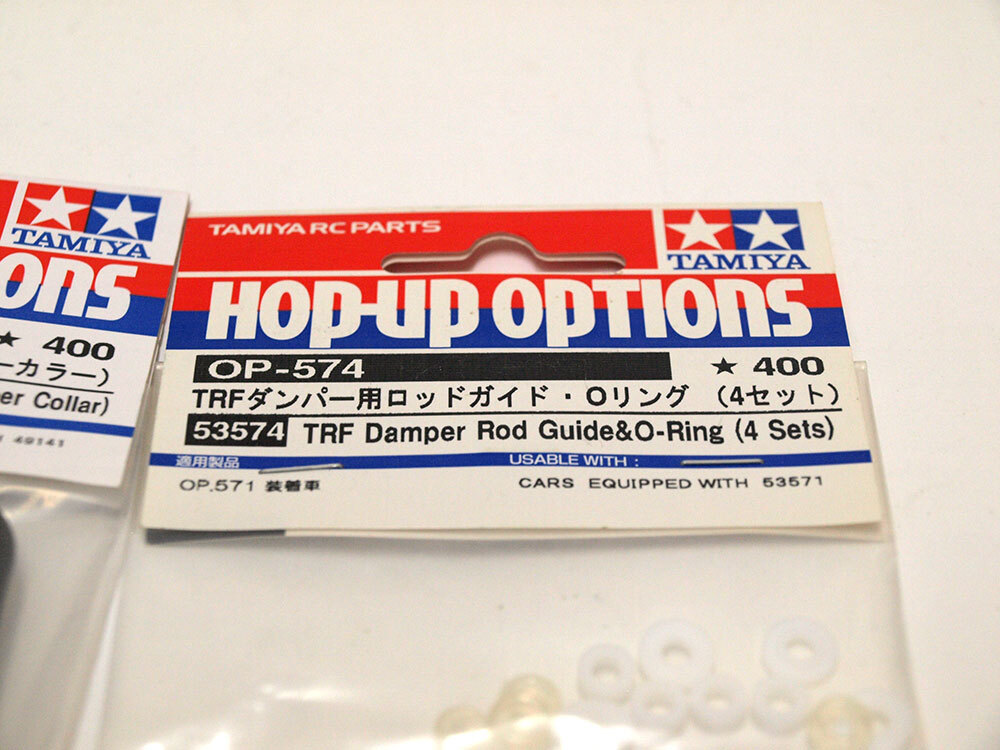 TAMIYA
ons
★ 400
ーカラー)
er Collar)
49141
TAMIYA RC PARTS
TAMIYA
HOP-UP OPTIONS
OP-574 ★ 400
TRFダンパー用ロッドガイド・Oリング (4セット)
53574 TRF Damper Rod Guide&O-Ring (4 Sets)
適用製品 USABLE WITH :
OP.571 装着車 CARS EQUIPPED WITH 53571